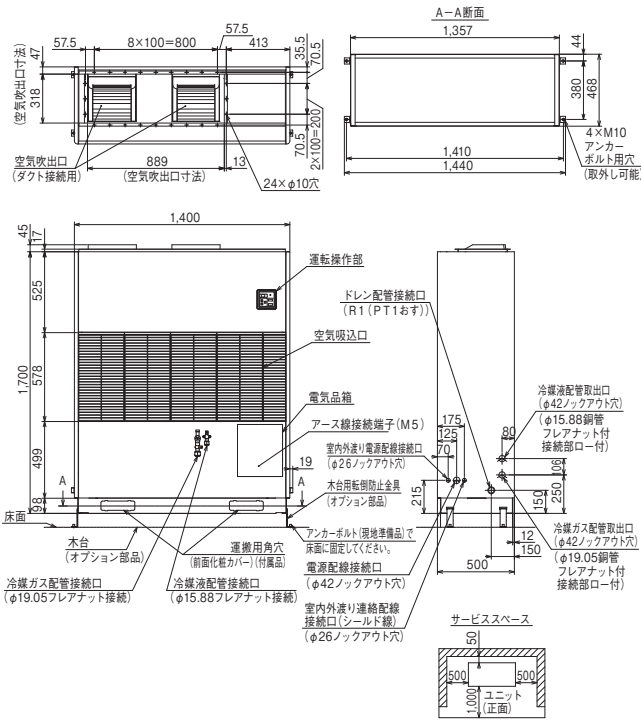 57.5
8×100=800
57.5
413
47
318
(空気吹出口寸法)
35.5
70.5
70.5
2×100=200
空気吹出口
(ダクト接続用)
889
(空気吹出口寸法)
13
24×φ10穴
A−A断面
1,357
44
380
468
1,410
1,440
4×M10
アンカー
ボルト用穴
(取外し可能)
1,400
45
17
525
578
1,700
499
98
運転操作部
空気吸込口
電気品箱
アース線接続端子(M5)
19
A
A
床面
木台
(オプション部品)
運搬用角穴
(前面化粧カバー)(付属品)
冷媒ガス配管接続口
(φ19.05フレアナット接続)
冷媒液配管接続口
(φ15.88フレアナット接続)
木台用転倒防止金具
(オプション部品)
アンカーボルト(現地準備品)で
床面に固定してください。
ドレン配管接続口
(R1(PT1おす))
175
125
70
室内外渡り電源配線接続口
(φ26ノックアウト穴)
215
電源配線接続口
(φ42ノックアウト穴)
室内外渡り連絡配線
接続口(シールド線)
(φ26ノックアウト穴)
冷媒液配管取出口
(φ42ノックアウト穴)
(φ15.88銅管
フレアナット付
接続部ロー付)
80
106
250
150
12
150
500
冷媒ガス配管取出口
(φ42ノックアウト穴)
(φ19.05銅管
フレアナット付
接続部ロー付)
サービススペース
50
500
500
1,000
ユニット
(正面)